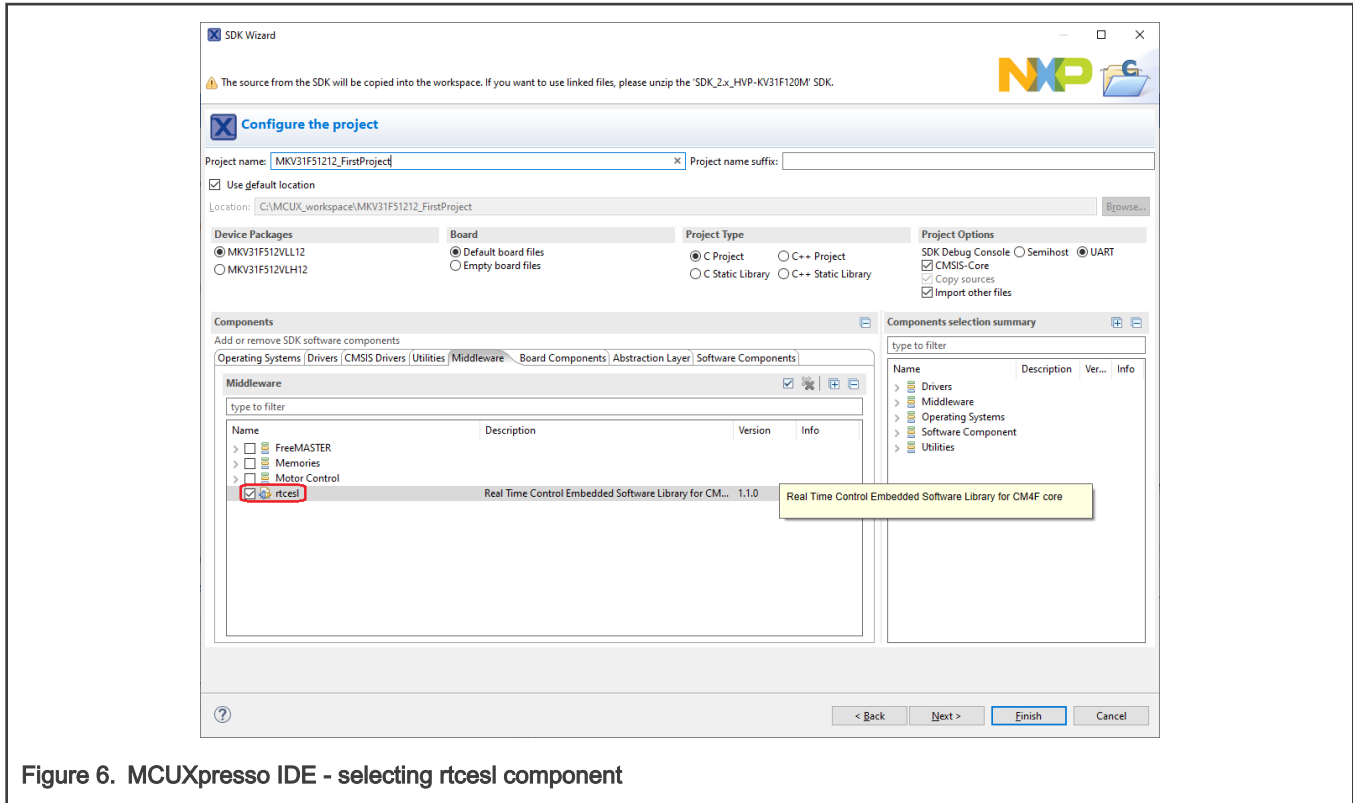 SDK Wizard
The source from the SDK will be copied into the workspace. If you want to use linked files, please unzip the 'SDK_2.x_HVP-KV31F120M' SDK.
NXP
Configure the project
Project name: MKV31F51212_FirstProject Project name suffix:
Use default location
Location: C:\MCUX_workspace\MKV31F51212_FirstProject Browse...
Device Packages Board Project Type Project Options
MKV31F512VLL12 Default board files C Project C++ Project SDK Debug Console Semihost UART
MKV31F512VLH12 Empty board files C Static Library C++ Static Library CMSIS-Core
Copy sources
Import other files
Components Components selection summary
Add or remove SDK software components
type to filter
Operating Systems Drivers CMSIS Drivers Utilities Middleware Board Components Abstraction Layer Software Components
Name Description Ver... Info
Middleware
Drivers
type to filter
Middleware
Operating Systems
Name Description Version Info
Software Component
FreeMASTER
Utilities
Memories
Motor Control
rtcesl Real Time Control Embedded Software Library for CM... 1.1.0
Real Time Control Embedded Software Library for CM4F core
< Back Next > Finish Cancel
Figure 6. MCUXpresso IDE - selecting rtcesl component